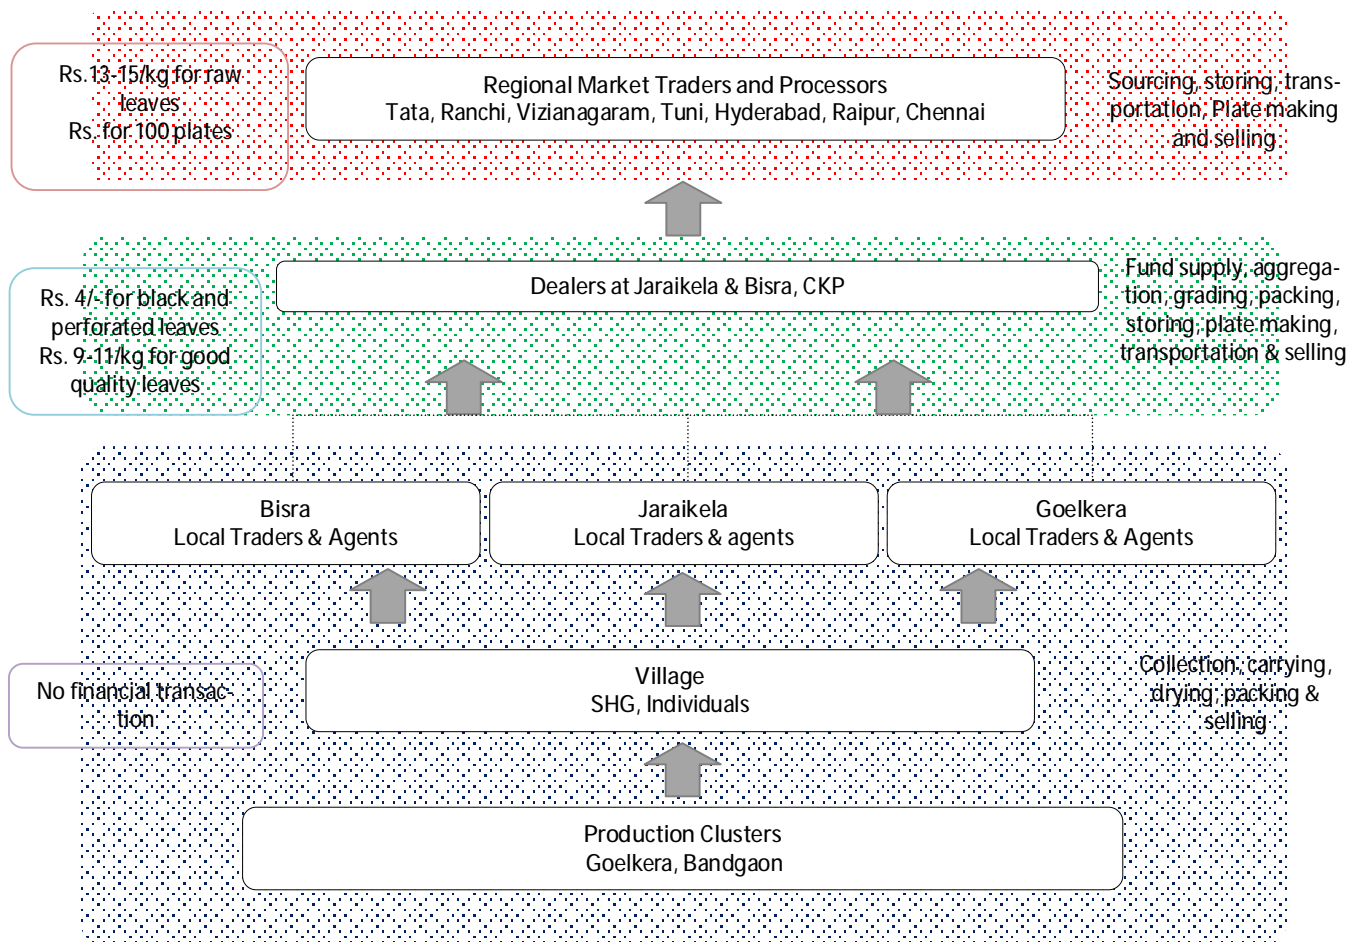 Rs.13-15/kg for raw
leaves
Rs. for 100 plates
Regional Market Traders and Processors
Tata, Ranchi, Vizianagaram, Tuni, Hyderabad, Raipur, Chennai
Sourcing, storing, trans-
portation, Plate making
and selling
Rs. 4/- for black and
perforated leaves
Rs. 9-11/kg for good
quality leaves
Dealers at Jaraikela & Bisra, CKP
Fund supply, aggrega-
tion, grading, packing,
storing, plate making,
transportation & selling
Bisra
Local Traders & Agents
Jaraikela
Local Traders & agents
Goelkera
Local Traders & Agents
No financial transac-
tion
Village
SHG, Individuals
Collection, carrying,
drying, packing &
selling
Production Clusters
Goelkera, Bandgaon